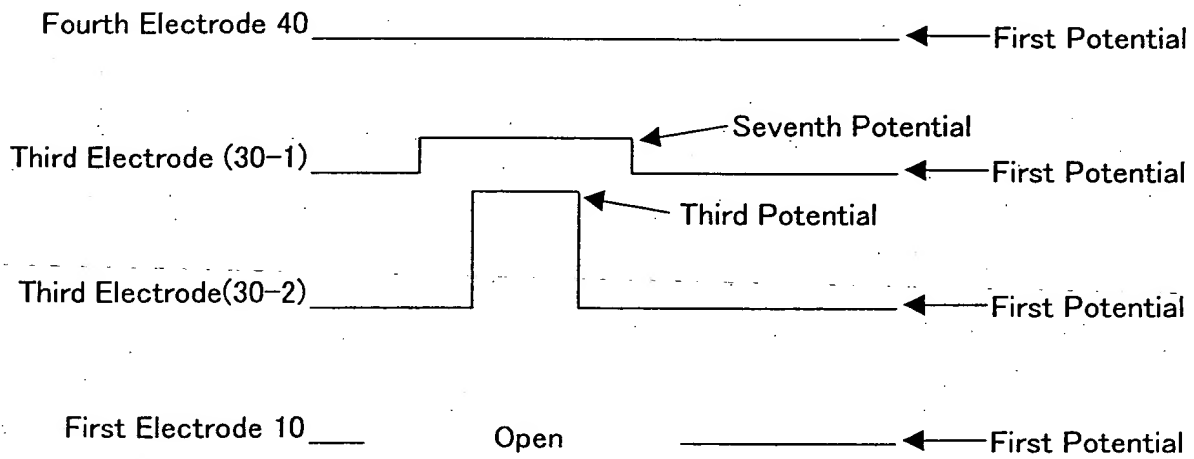 Fourth Electrode 40 First Potential
Seventh Potential
Third Electrode (30-1) First Potential
Third Potential
Third Electrode(30-2) First Potential
First Electrode 10 Open First Potential